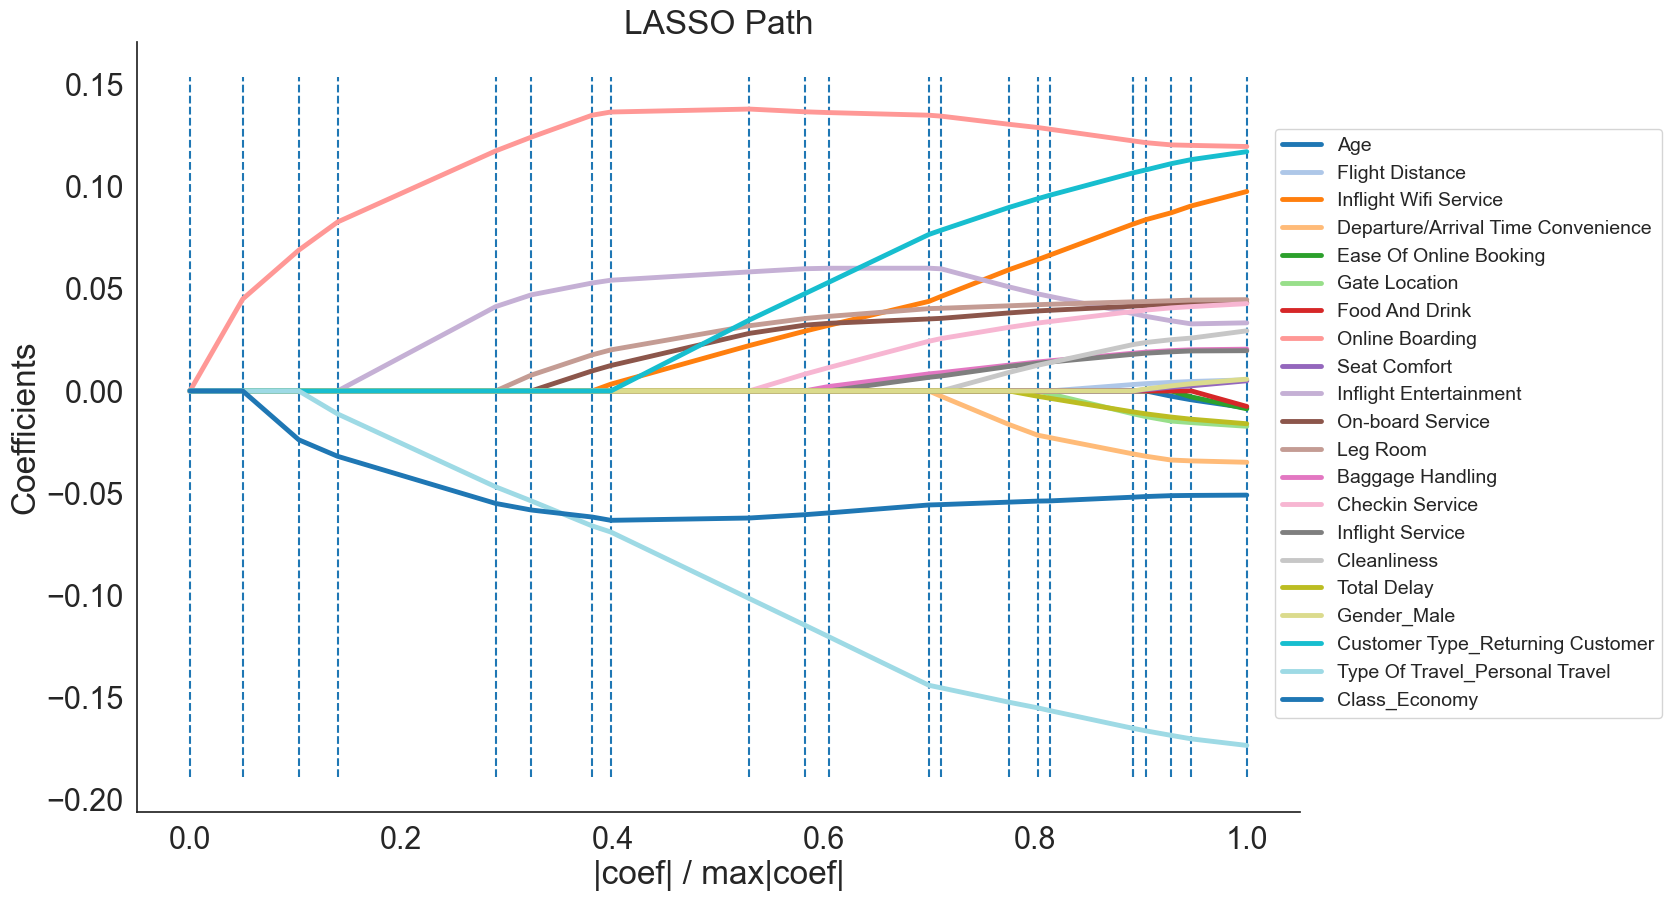 LASSO Path
0.15
0.10
0.05
0.00
−0.05
−0.10
−0.15
−0.20
Coefficients
0.0 0.2 0.4 0.6 0.8 1.0
|coef| / max|coef|
Age
Flight Distance
Inflight Wifi Service
Departure/Arrival Time Convenience
Ease Of Online Booking
Gate Location
Food And Drink
Online Boarding
Seat Comfort
Inflight Entertainment
On-board Service
Leg Room
Baggage Handling
Checkin Service
Inflight Service
Cleanliness
Total Delay
Gender_Male
Customer Type_Returning Customer
Type Of Travel_Personal Travel
Class_Economy